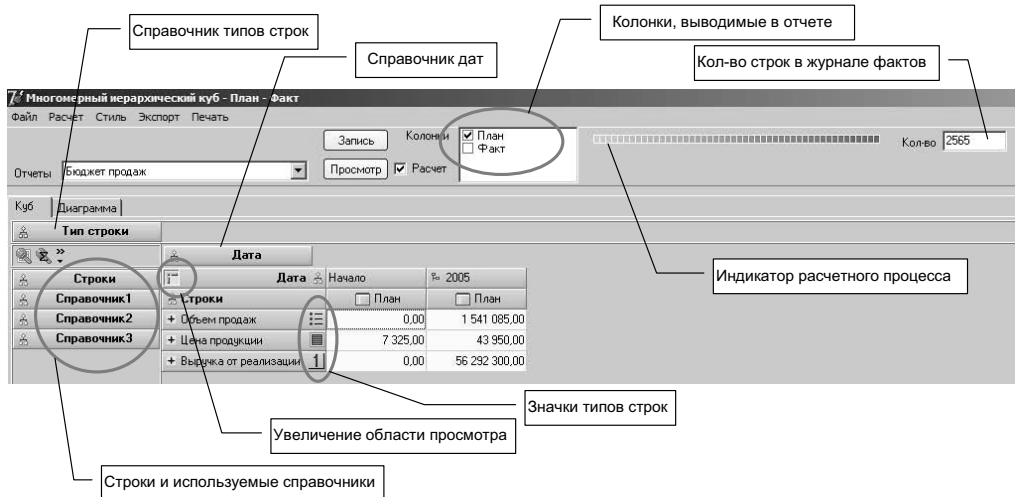 Справочник типов строк
Колонки, выводимые в отчете
Справочник дат
Кол-во строк в журнале фактов
Многомерный иерархический куб - План - Факт
Файл Расчет Стиль Экспорт Печать
Запись Колонки План
Факт
Кол-во 2565
Отчеты Бюджет продаж Просмотр Расчет
Куб Диаграмма
Тип строки
Дата
Строки Дата Начало 2005
Справочник1 Строки План План
Справочник2 + Объем продаж 0,00 1 541 085,00
Справочник3 + Цена продукции 7 325,00 43 950,00
+ Выручка от реализации 1 0,00 56 292 300,00
Индикатор расчетного процесса
Значки типов строк
Увеличение области просмотра
Строки и используемые справочники